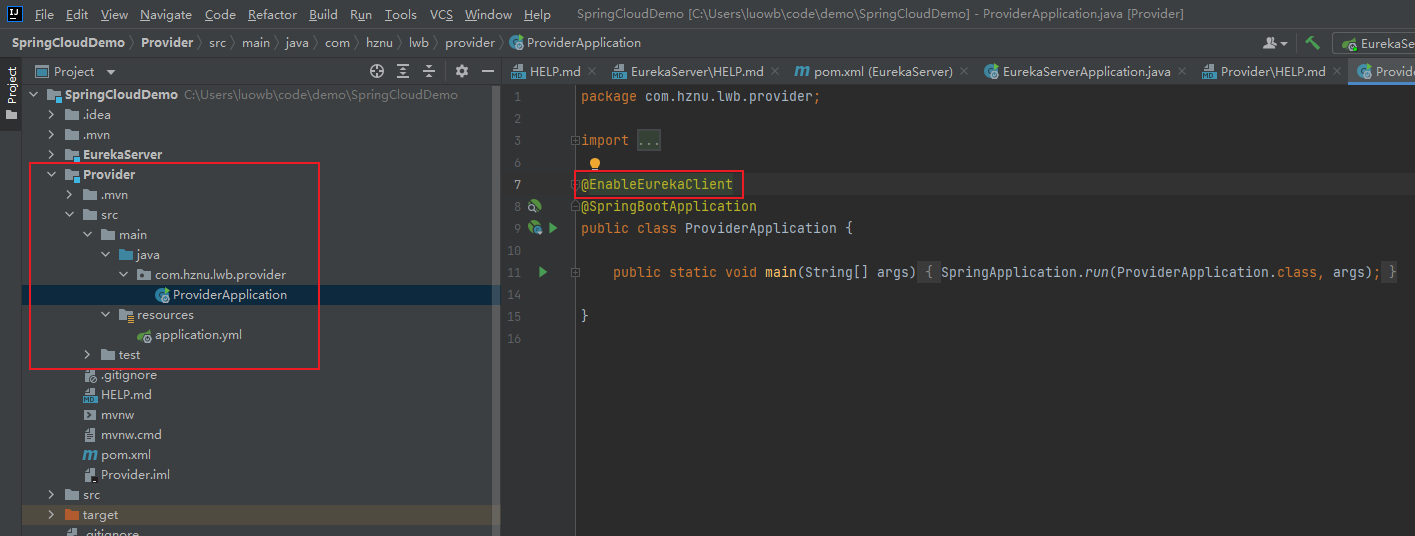 File Edit View Navigate Code Refactor Build Run Tools VCS Window Help SpringCloudDemo [C:\Users\luowb\code\demo\SpringCloudDemo] - ProviderApplication.java [Provider]
SpringCloudDemo Provider src main java com hznu lwb provider ProviderApplication EurekaSe
Project HELP.md EurekaServer\HELP.md pom.xml (EurekaServer) EurekaServerApplication.java Provider\HELP.md Provid
Project
SpringCloudDemo C:\Users\luowb\code\demo\SpringCloudDemo
.idea
.mvn
EurekaServer
Provider
.mvn
src
main
java
com.hznu.lwb.provider
ProviderApplication
resources
application.yml
test
.gitignore
HELP.md
mvnw
mvnw.cmd
pom.xml
Provider.iml
src
target
.gitignore
1 package com.hznu.lwb.provider;
2
3 import ...
6
7 @EnableEurekaClient
8 @SpringBootApplication
9 public class ProviderApplication {
10
11 public static void main(String[] args) { SpringApplication.run(ProviderApplication.class, args); }
14
15 }
16